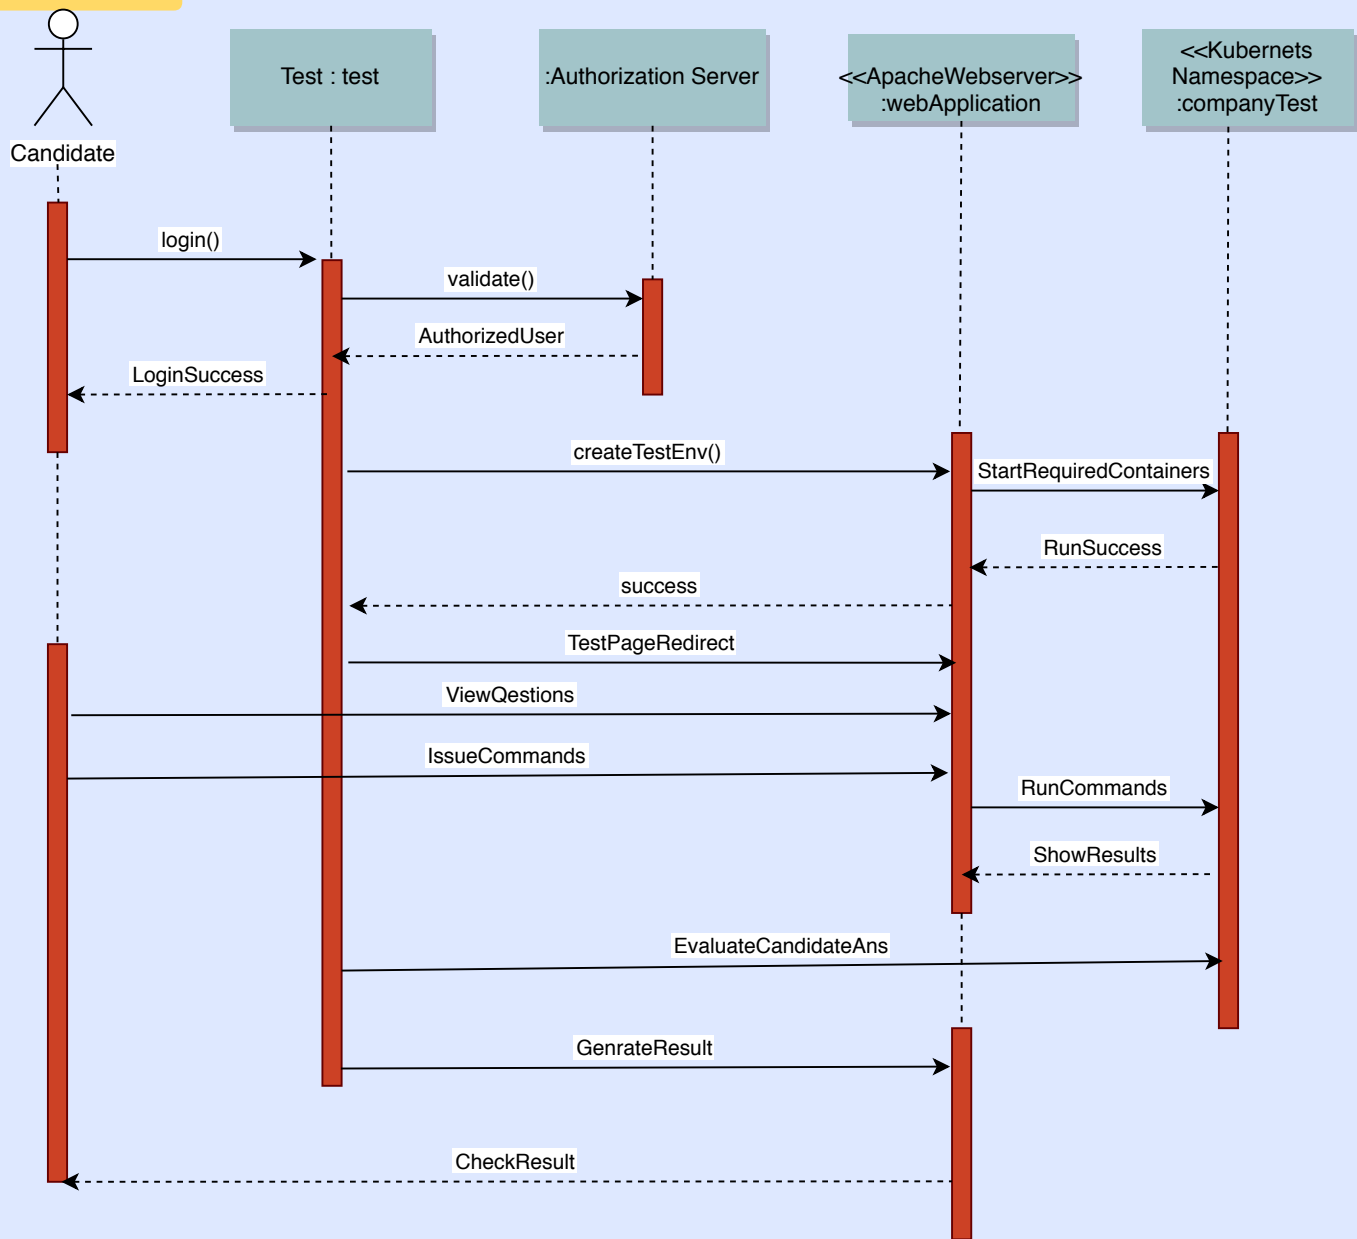 Candidate
Test : test
:Authorization Server
<<ApacheWebserver>>
:webApplication
<<Kubernets
Namespace>>
:companyTest
login()
validate()
AuthorizedUser
LoginSuccess
createTestEnv()
StartRequiredContainers
RunSuccess
success
TestPageRedirect
ViewQestions
IssueCommands
RunCommands
ShowResults
EvaluateCandidateAns
GenrateResult
CheckResult